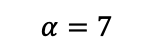 α = 7